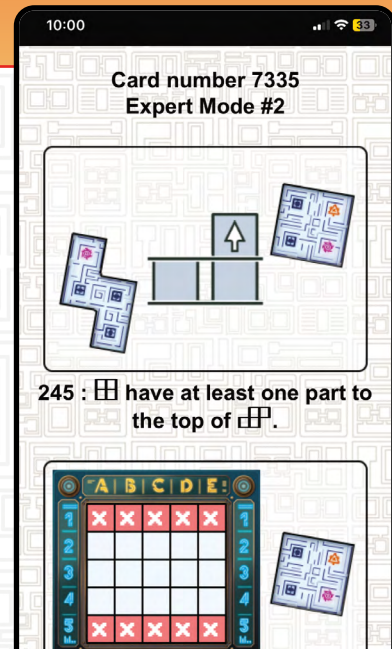 10:00
33
Card number 7335
Expert Mode #2
245 : have at least one part to
the top of .
A B C D E
1 1
2 2
3 3
4 4
5 5